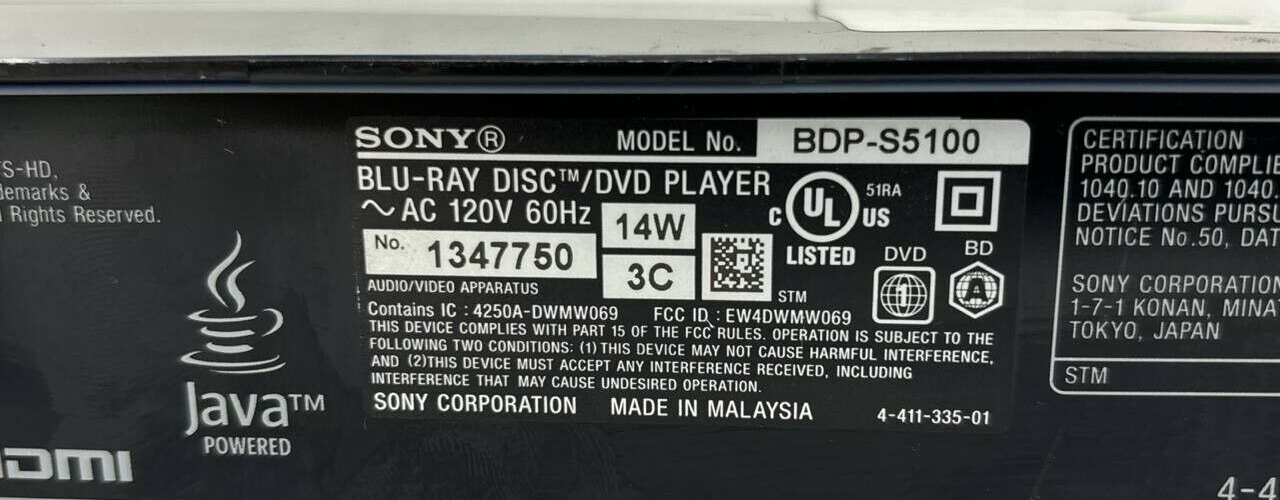 TS-HD,
demarks &
Rights Reserved.
Java™
POWERED
HDMI
SONY® MODEL No. BDP-S5100
BLU-RAY DISC™/DVD PLAYER
~ AC 120V 60Hz 14W
No. 1347750 3C
AUDIO/VIDEO APPARATUS
C UL US 51RA
LISTED
DVD BD
1 A
STM
Contains IC : 4250A-DWMW069 FCC ID : EW4DWMW069
THIS DEVICE COMPLIES WITH PART 15 OF THE FCC RULES. OPERATION IS SUBJECT TO THE
FOLLOWING TWO CONDITIONS: (1) THIS DEVICE MAY NOT CAUSE HARMFUL INTERFERENCE,
AND (2)THIS DEVICE MUST ACCEPT ANY INTERFERENCE RECEIVED, INCLUDING
INTERFERENCE THAT MAY CAUSE UNDESIRED OPERATION.
SONY CORPORATION MADE IN MALAYSIA 4-411-335-01
CERTIFICATION
PRODUCT COMPLIE
1040.10 AND 1040
DEVIATIONS PURSU
NOTICE No.50, DAT
SONY CORPORATION
1-7-1 KONAN, MINA
TOKYO, JAPAN
STM
4-4